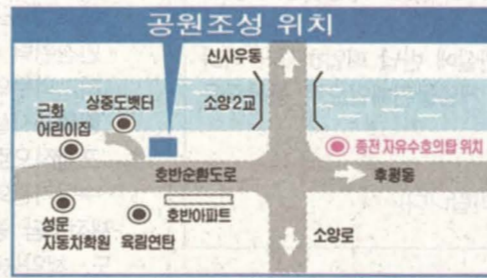 공원조성 위치
신사우동
상중도뱃터
소양2교
근화
어린이집
종전 자유수호의탑 위치
호반순환도로
후평동
호반아파트
성문
자동차학원
육림연탄
소양로